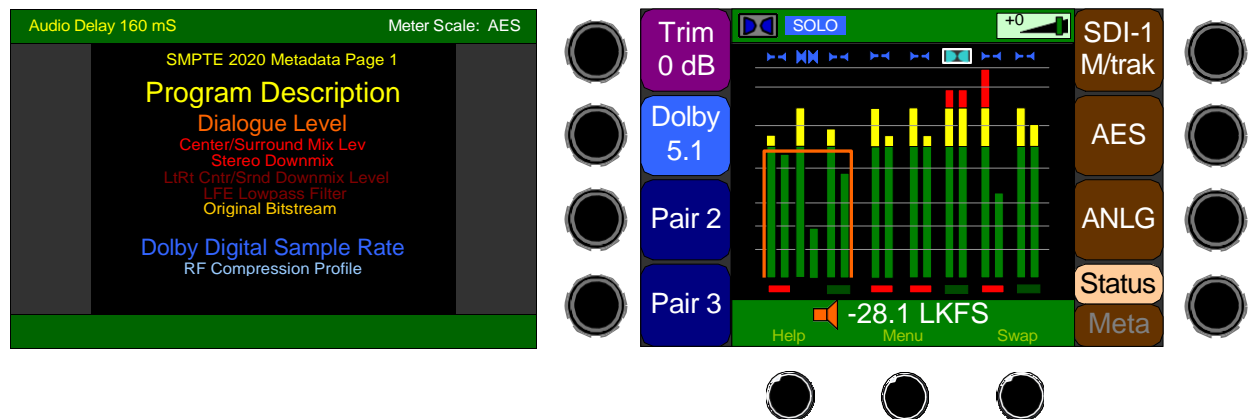 Audio Delay 160 mS
Meter Scale: AES
SMPTE 2020 Metadata Page 1
Program Description
Dialogue Level
Center/Surround Mix Lev
Stereo Downmix
LtRt Cntr/Srnd Downmix Level
LFE Lowpass Filter
Original Bitstream
Dolby Digital Sample Rate
RF Compression Profile
Trim
0 dB
Dolby
5.1
Pair 2
Pair 3
SOLO
+0
-28.1 LKFS
Help
Menu
Swap
SDI-1
M/trak
AES
ANLG
Status
Meta